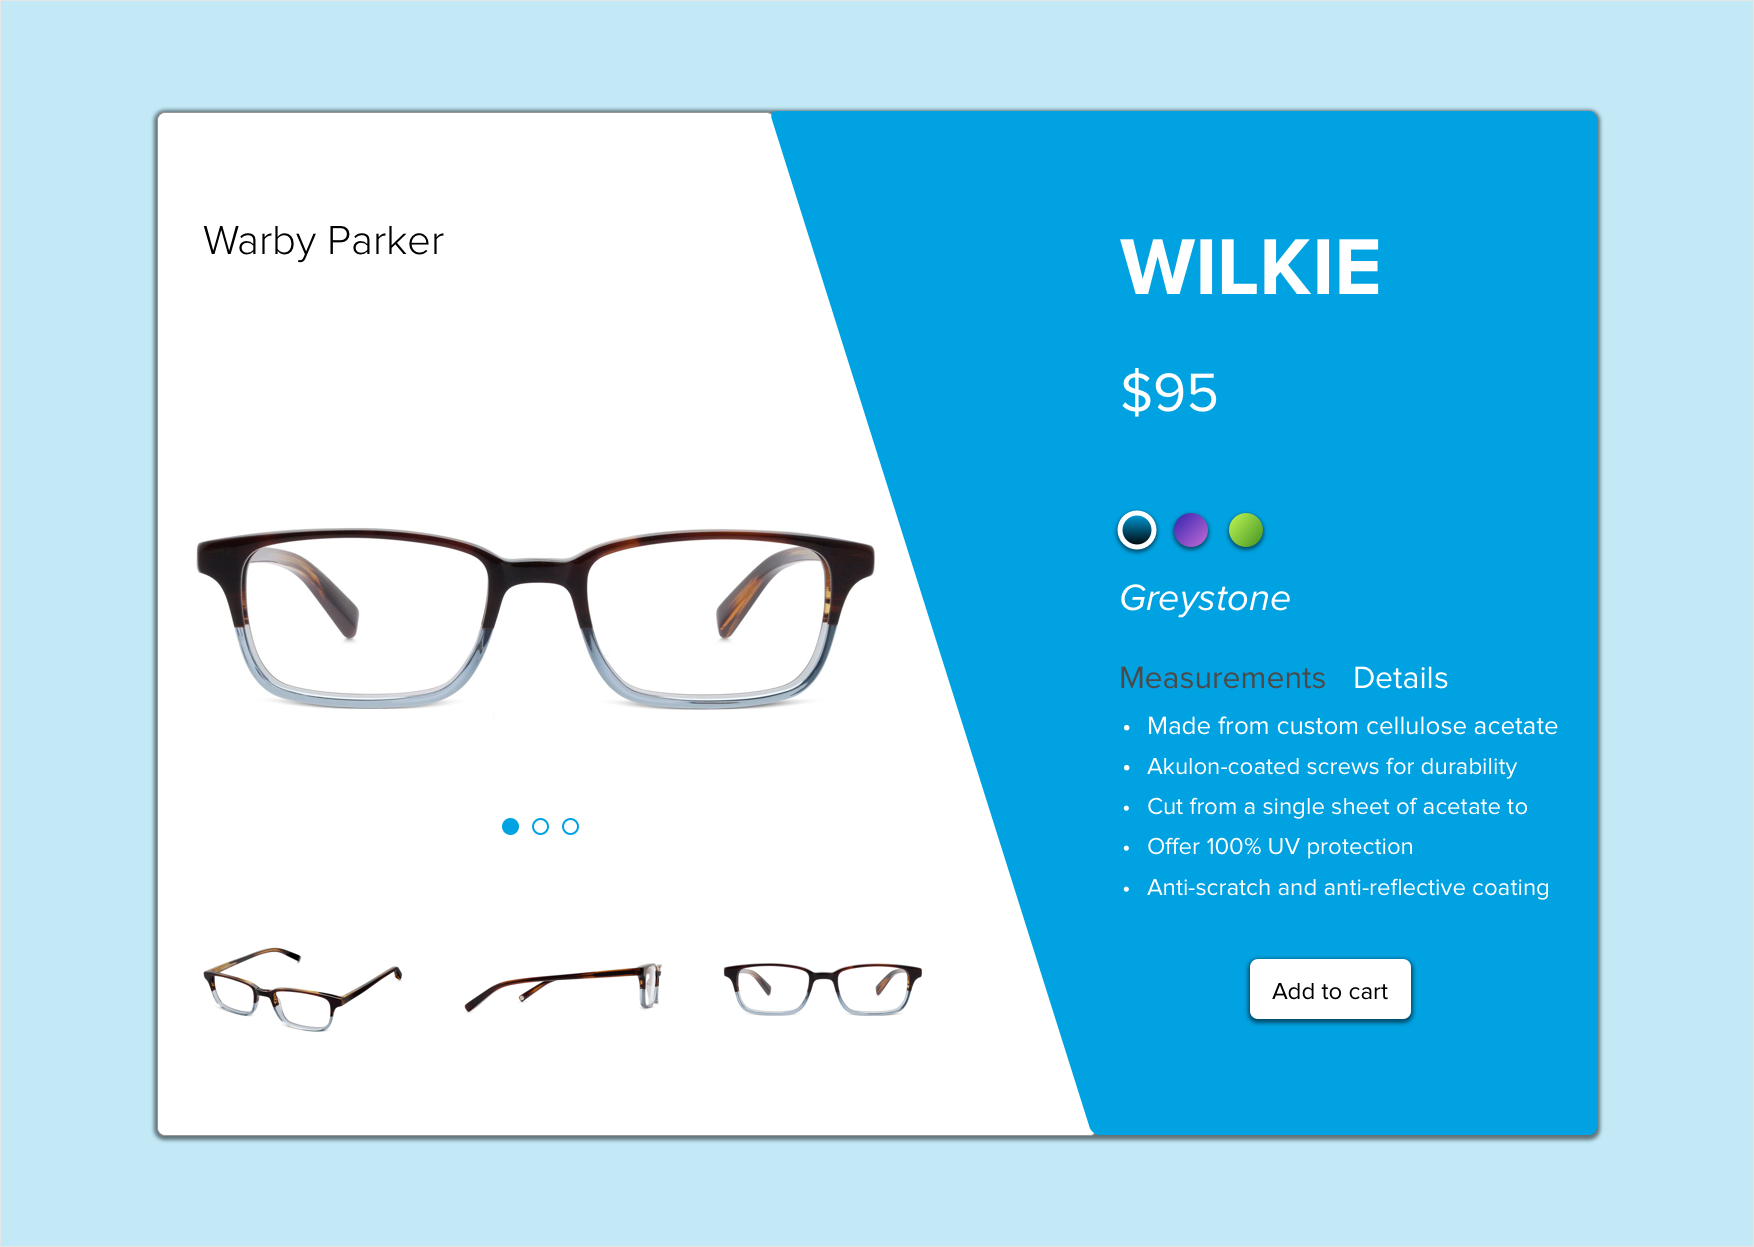 Warby Parker
WILKIE
$95
Greystone
Measurements Details
• Made from custom cellulose acetate
• Akulon-coated screws for durability
• Cut from a single sheet of acetate to
• Offer 100% UV protection
• Anti-scratch and anti-reflective coating
Add to cart